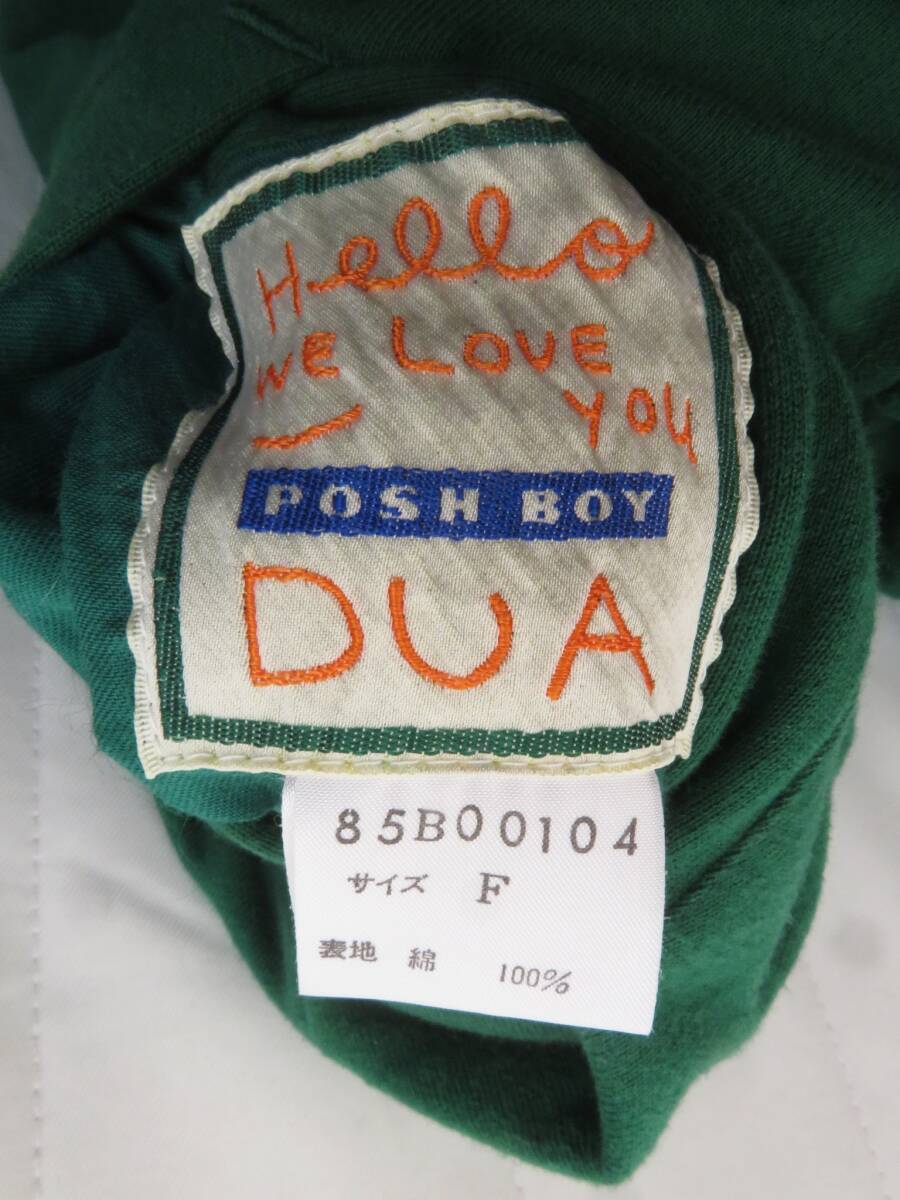 Hello
WE LOVE
YOU
POSH BOY
DUA
85B00104
サイズ F
表地 綿 100%